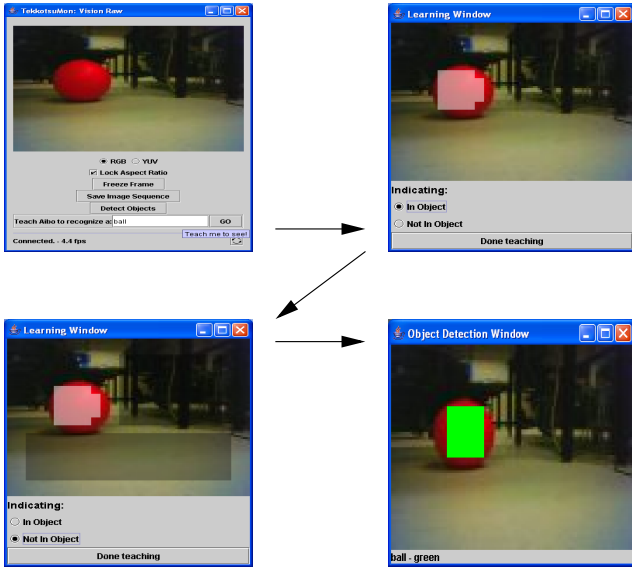 TekkotsuMon: Vision Raw
RGB YUV
Lock Aspect Ratio
Freeze Frame
Save Image Sequence
Detect Objects
Teach Aibo to recognize a: ball GO
Teach me to see!
Connected. - 4.4 fps
Learning Window
Indicating:
In Object
Not In Object
Done teaching
Learning Window
Indicating:
In Object
Not In Object
Done teaching
Object Detection Window
ball - green